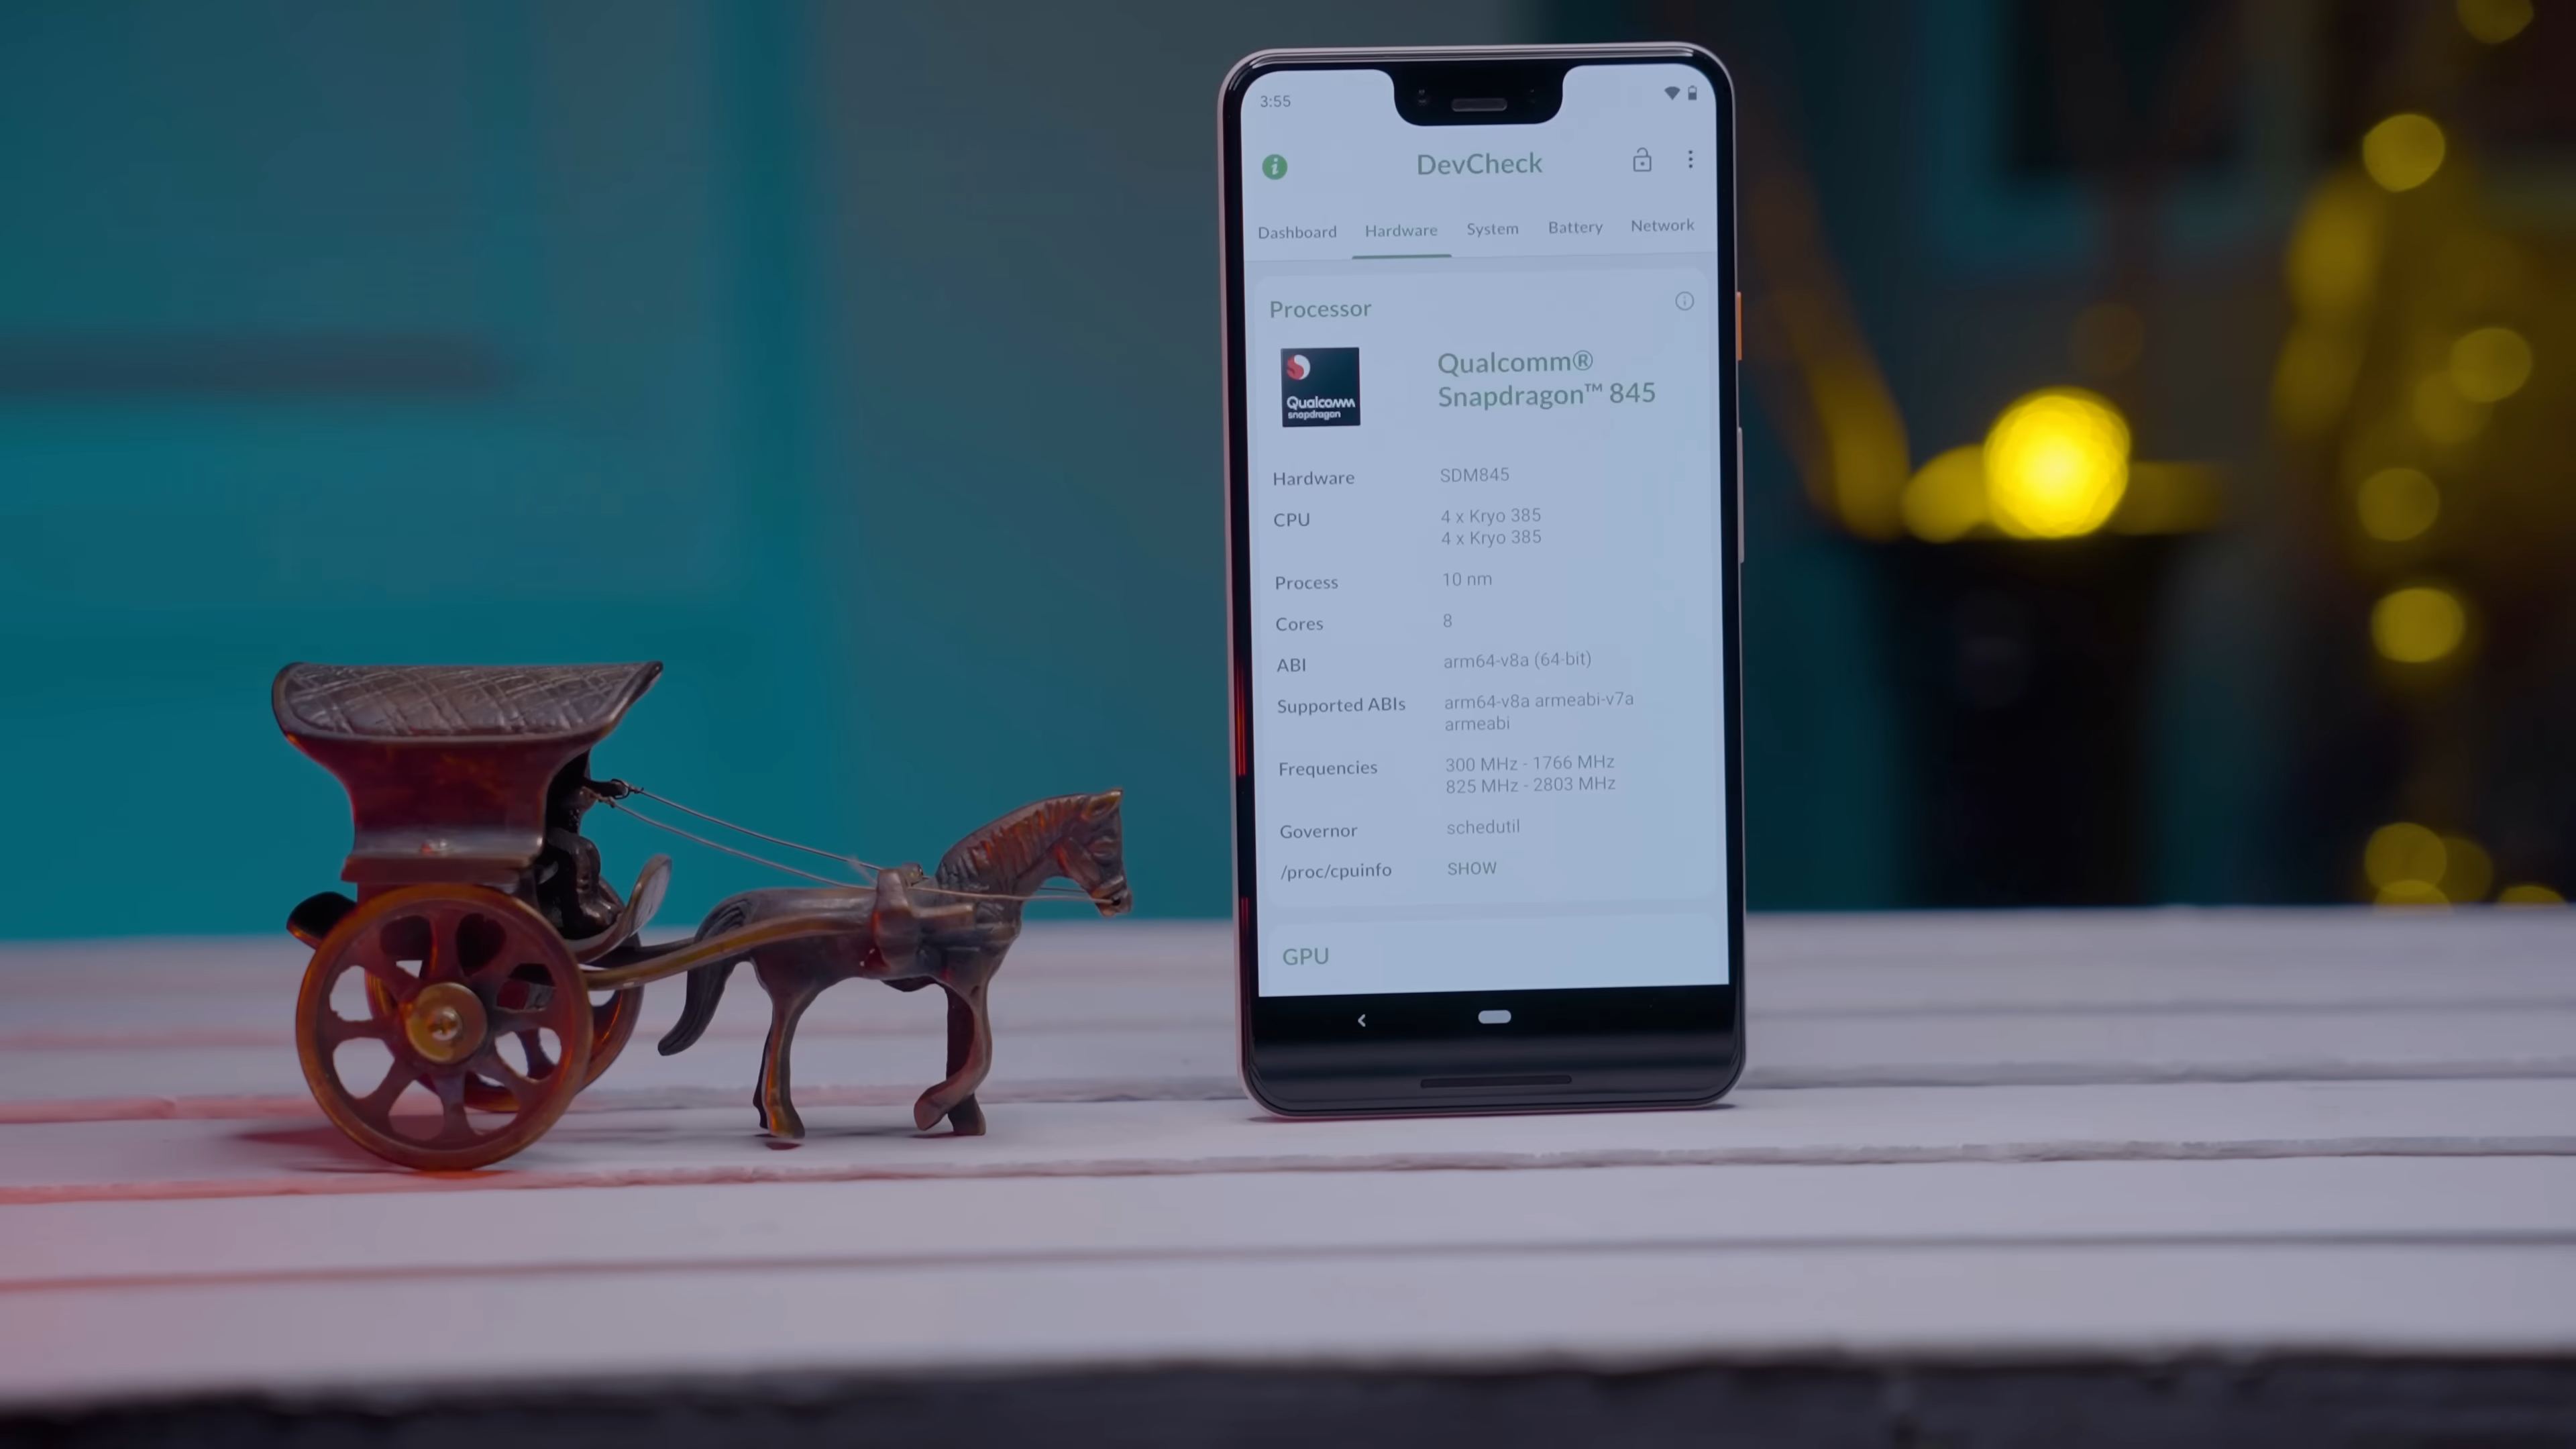 3:55
DevCheck
Dashboard Hardware System Battery Network
Processor
Qualcomm
snapdragon
Qualcomm®
Snapdragon™ 845
Hardware SDM845
CPU 4 x Kryo 385
4 x Kryo 385
Process 10 nm
Cores 8
ABI arm64-v8a (64-bit)
Supported ABIs arm64-v8a armeabi-v7a
armeabi
Frequencies 300 MHz - 1766 MHz
825 MHz - 2803 MHz
Governor schedutil
/proc/cpuinfo SHOW
GPU